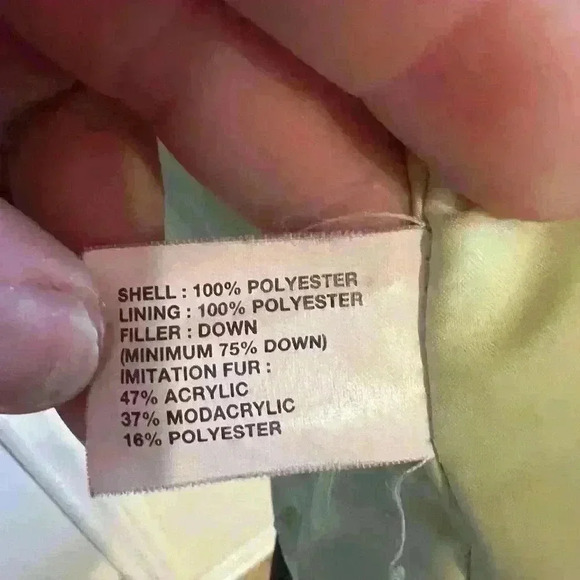 SHELL : 100% POLYESTER
LINING : 100% POLYESTER
FILLER : DOWN
(MINIMUM 75% DOWN)
IMITATION FUR :
47% ACRYLIC
37% MODACRYLIC
16% POLYESTER